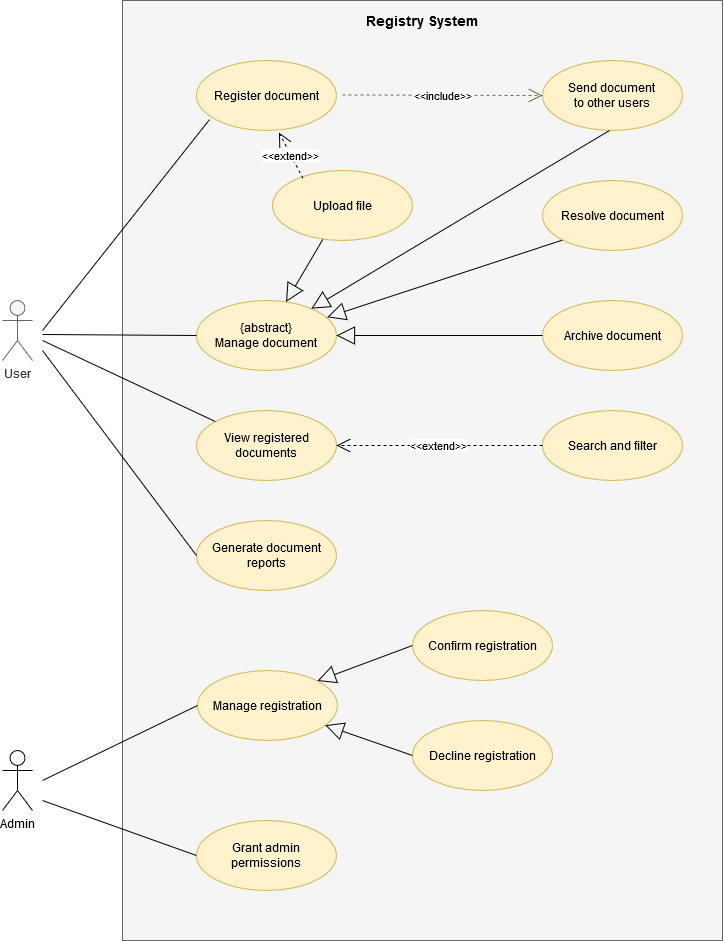 Registry System
Register document
<<include>>
Send document
to other users
<<extend>>
Upload file
Resolve document
User
{abstract}
Manage document
Archive document
View registered
documents
<<extend>>
Search and filter
Generate document
reports
Confirm registration
Manage registration
Decline registration
Admin
Grant admin
permissions